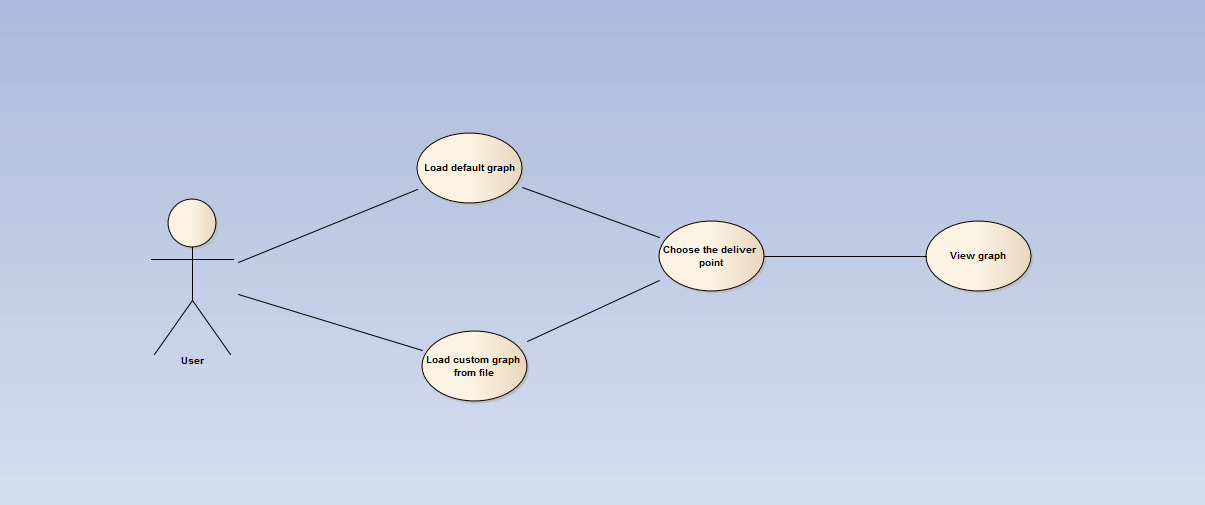 Load default graph
Choose the deliver
point
View graph
User
Load custom graph
from file